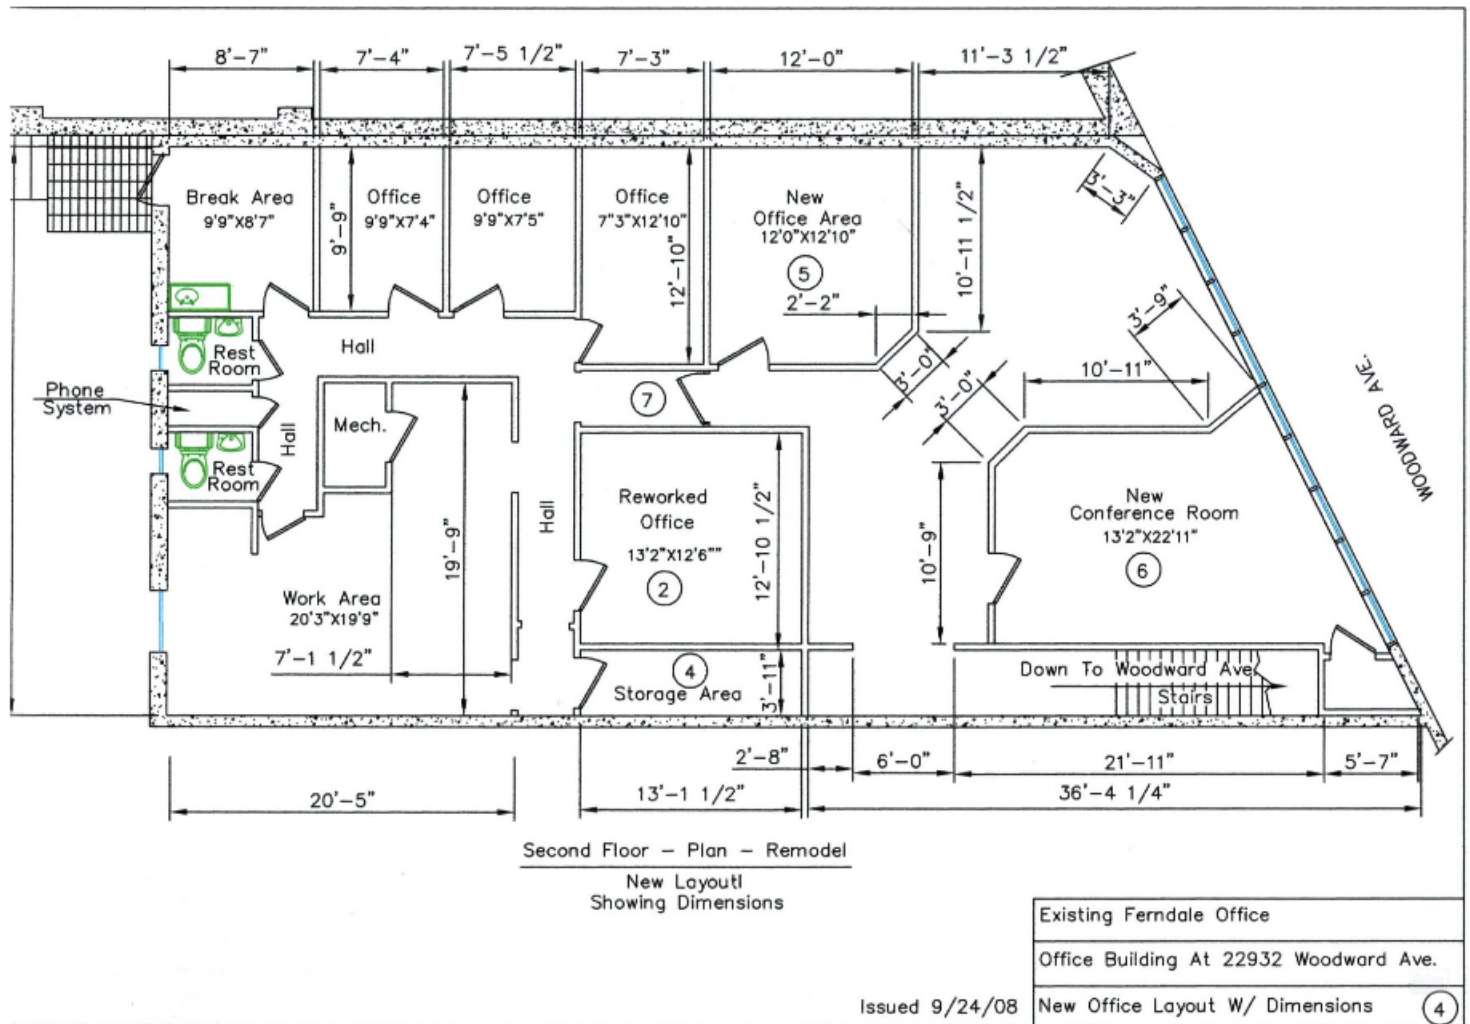 8'-7"
7'-4"
7'-5 1/2"
7'-3"
12'-0"
11'-3 1/2"
Break Area
9'9"X8'7"
9'-9"
Office
9'9"X7'4"
Office
9'9"X7'5"
Office
7"3"X12'10"
12'-10"
New
Office Area
12'0"X12'10"
5
2'-2"
10'-11 1/2"
3'-3"
3'-9"
Rest
Room
Hall
Phone
System
Hall
Mech.
Rest
Room
7
3'-0"
3'-0"
10'-11"
WOODWARD AVE.
Work Area
20'3"X19'9"
7'-1 1/2"
19'-9"
Hall
Reworked
Office
13'2"X12'6""
2
12'-10 1/2"
4
Storage Area
3'-11"
10'-9"
New
Conference Room
13'2"X22'11"
6
Down To Woodward Ave.
Stairs
2'-8"
6'-0"
21'-11"
5'-7"
20'-5"
13'-1 1/2"
36'-4 1/4"
Second Floor – Plan – Remodel
New Layout!
Showing Dimensions
Existing Ferndale Office
Office Building At 22932 Woodward Ave.
Issued 9/24/08
New Office Layout W/ Dimensions
4